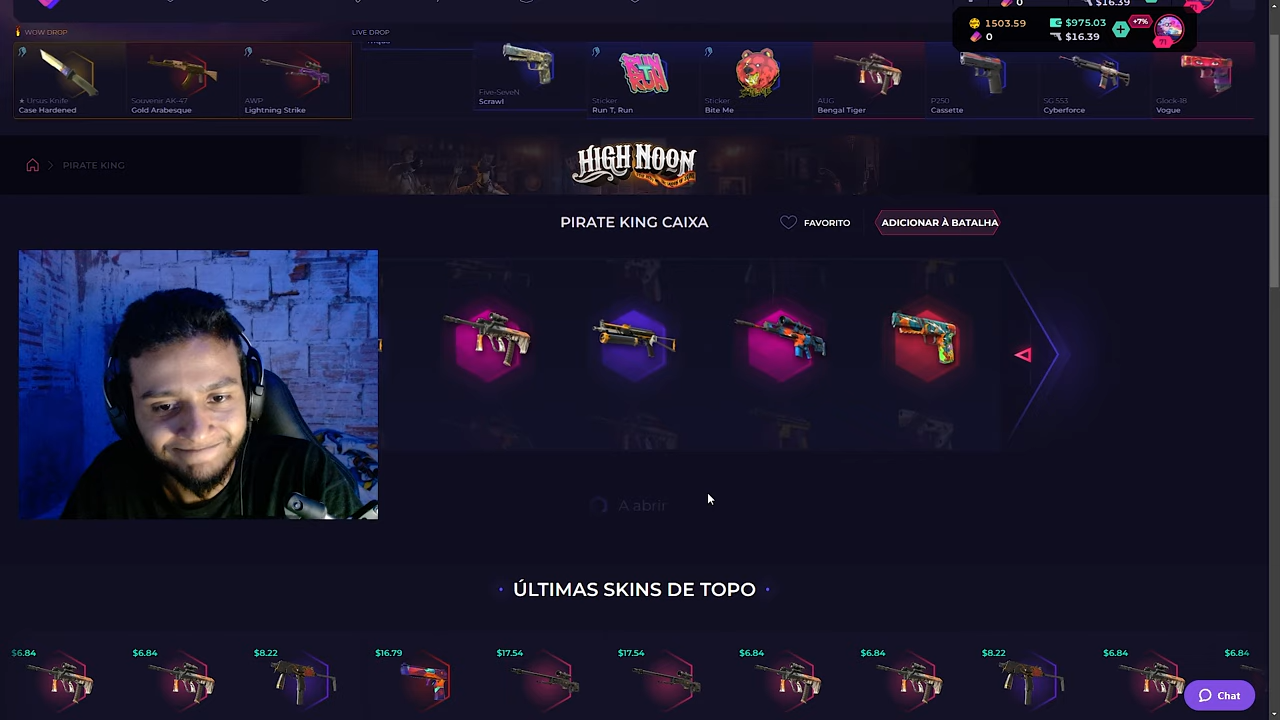 0
$16.39
1503.59
$975.03
+7%
0
$16.39
71
WOW DROP
LIVE DROP
★ Ursus Knife
Case Hardened
Souvenir AK-47
Gold Arabesque
AWP
Lightning Strike
Five-SeveN
Scrawl
Sticker
Run T, Run
Sticker
Bite Me
AUG
Bengal Tiger
P250
Cassette
SG 553
Cyberforce
Glock-18
Vogue
PIRATE KING
HIGH NOON
PIRATE KING CAIXA
FAVORITO
ADICIONAR À BATALHA
A abrir
ÚLTIMAS SKINS DE TOPO
$6.84
$6.84
$8.22
$16.79
$17.54
$17.54
$6.84
$6.84
$8.22
$6.84
$6.84
Chat